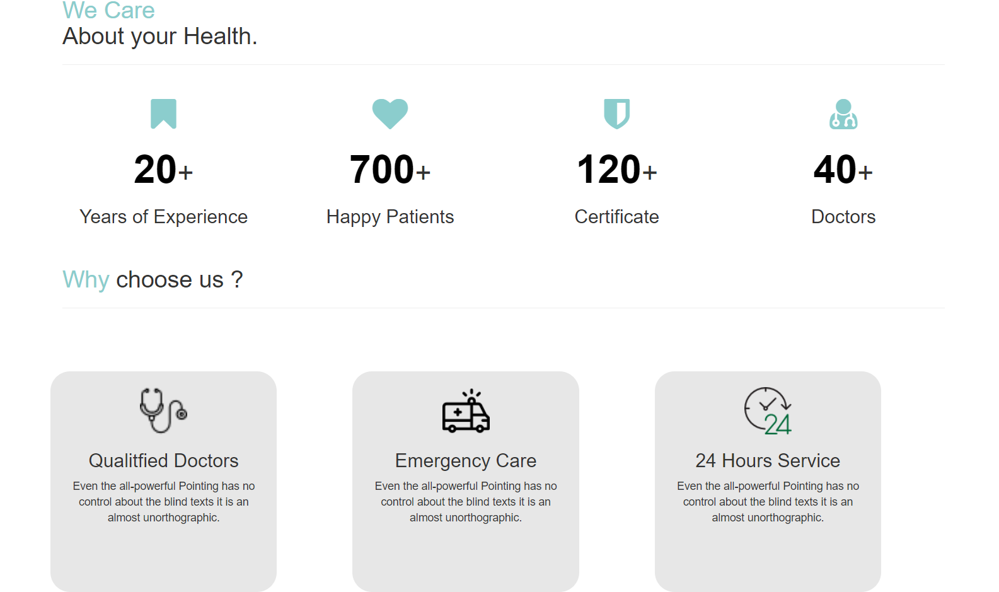 We Care
About your Health.
20+ 700+ 120+ 40+
Years of Experience Happy Patients Certificate Doctors
Why choose us ?
24
Qualitfied Doctors Emergency Care 24 Hours Service
Even the all-powerful Pointing has no Even the all-powerful Pointing has no Even the all-powerful Pointing has no
control about the blind texts it is an control about the blind texts it is an control about the blind texts it is an
almost unorthographic. almost unorthographic. almost unorthographic.